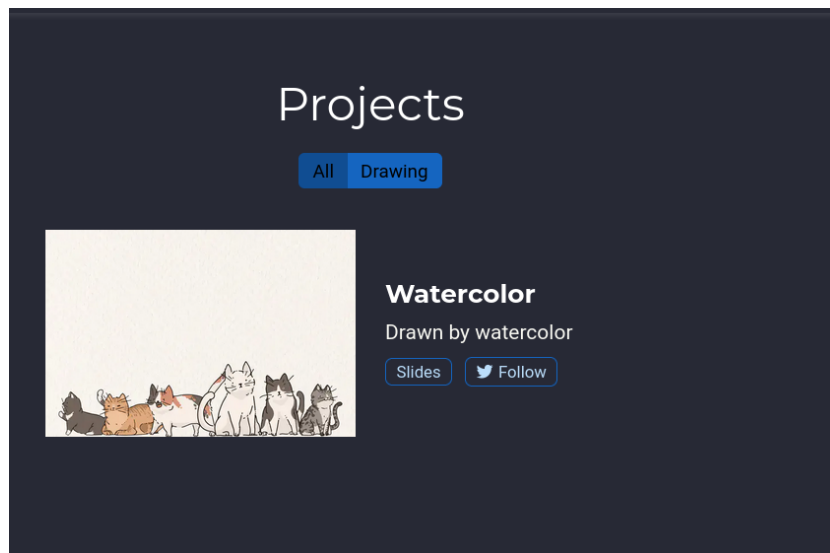 Projects
All Drawing
Watercolor
Drawn by watercolor
Slides Follow